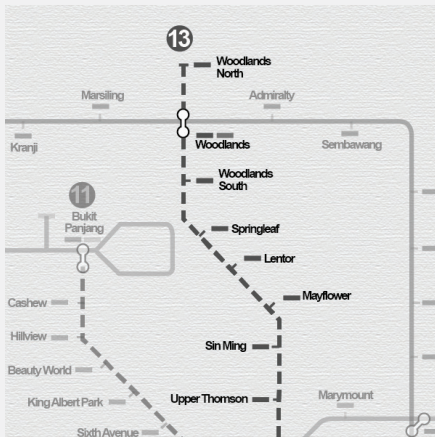 13
Woodlands
North
Marsiling
Admiralty
Kranji
Woodlands
Sembawang
Woodlands
South
11
Bukit
Panjang
Springleaf
Lentor
Cashew
Mayflower
Hillview
Sin Ming
Beauty World
King Albert Park
Upper Thomson
Marymount
Sixth Avenue